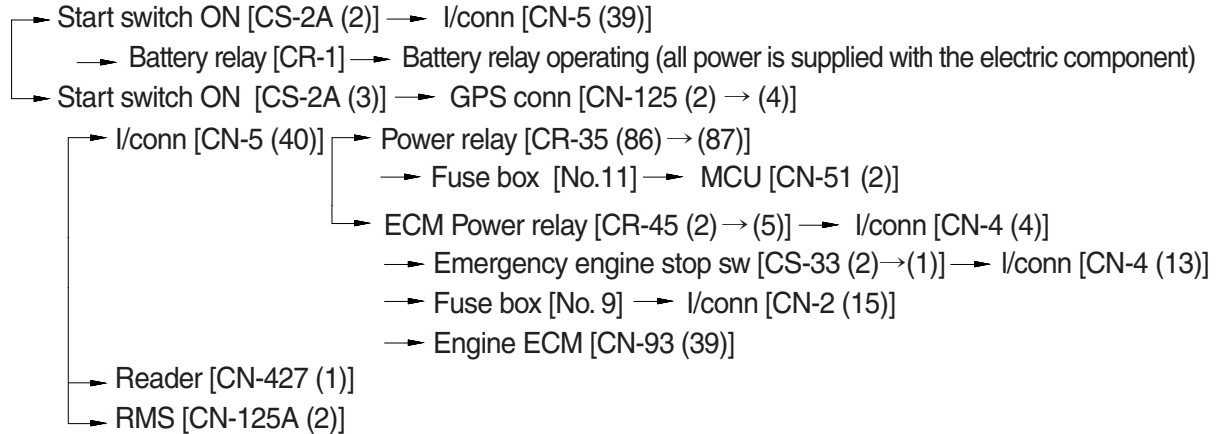 Start switch ON [CS-2A (2)] → I/conn [CN-5 (39)]
→ Battery relay [CR-1] → Battery relay operating (all power is supplied with the electric component)
Start switch ON [CS-2A (3)] → GPS conn [CN-125 (2) → (4)]
I/conn [CN-5 (40)] → Power relay [CR-35 (86) → (87)]
→ Fuse box [No.11] → MCU [CN-51 (2)]
→ ECM Power relay [CR-45 (2) → (5)] → I/conn [CN-4 (4)]
→ Emergency engine stop sw [CS-33 (2)→(1)] → I/conn [CN-4 (13)]
→ Fuse box [No. 9] → I/conn [CN-2 (15)]
→ Engine ECM [CN-93 (39)]
→ Reader [CN-427 (1)]
→ RMS [CN-125A (2)]